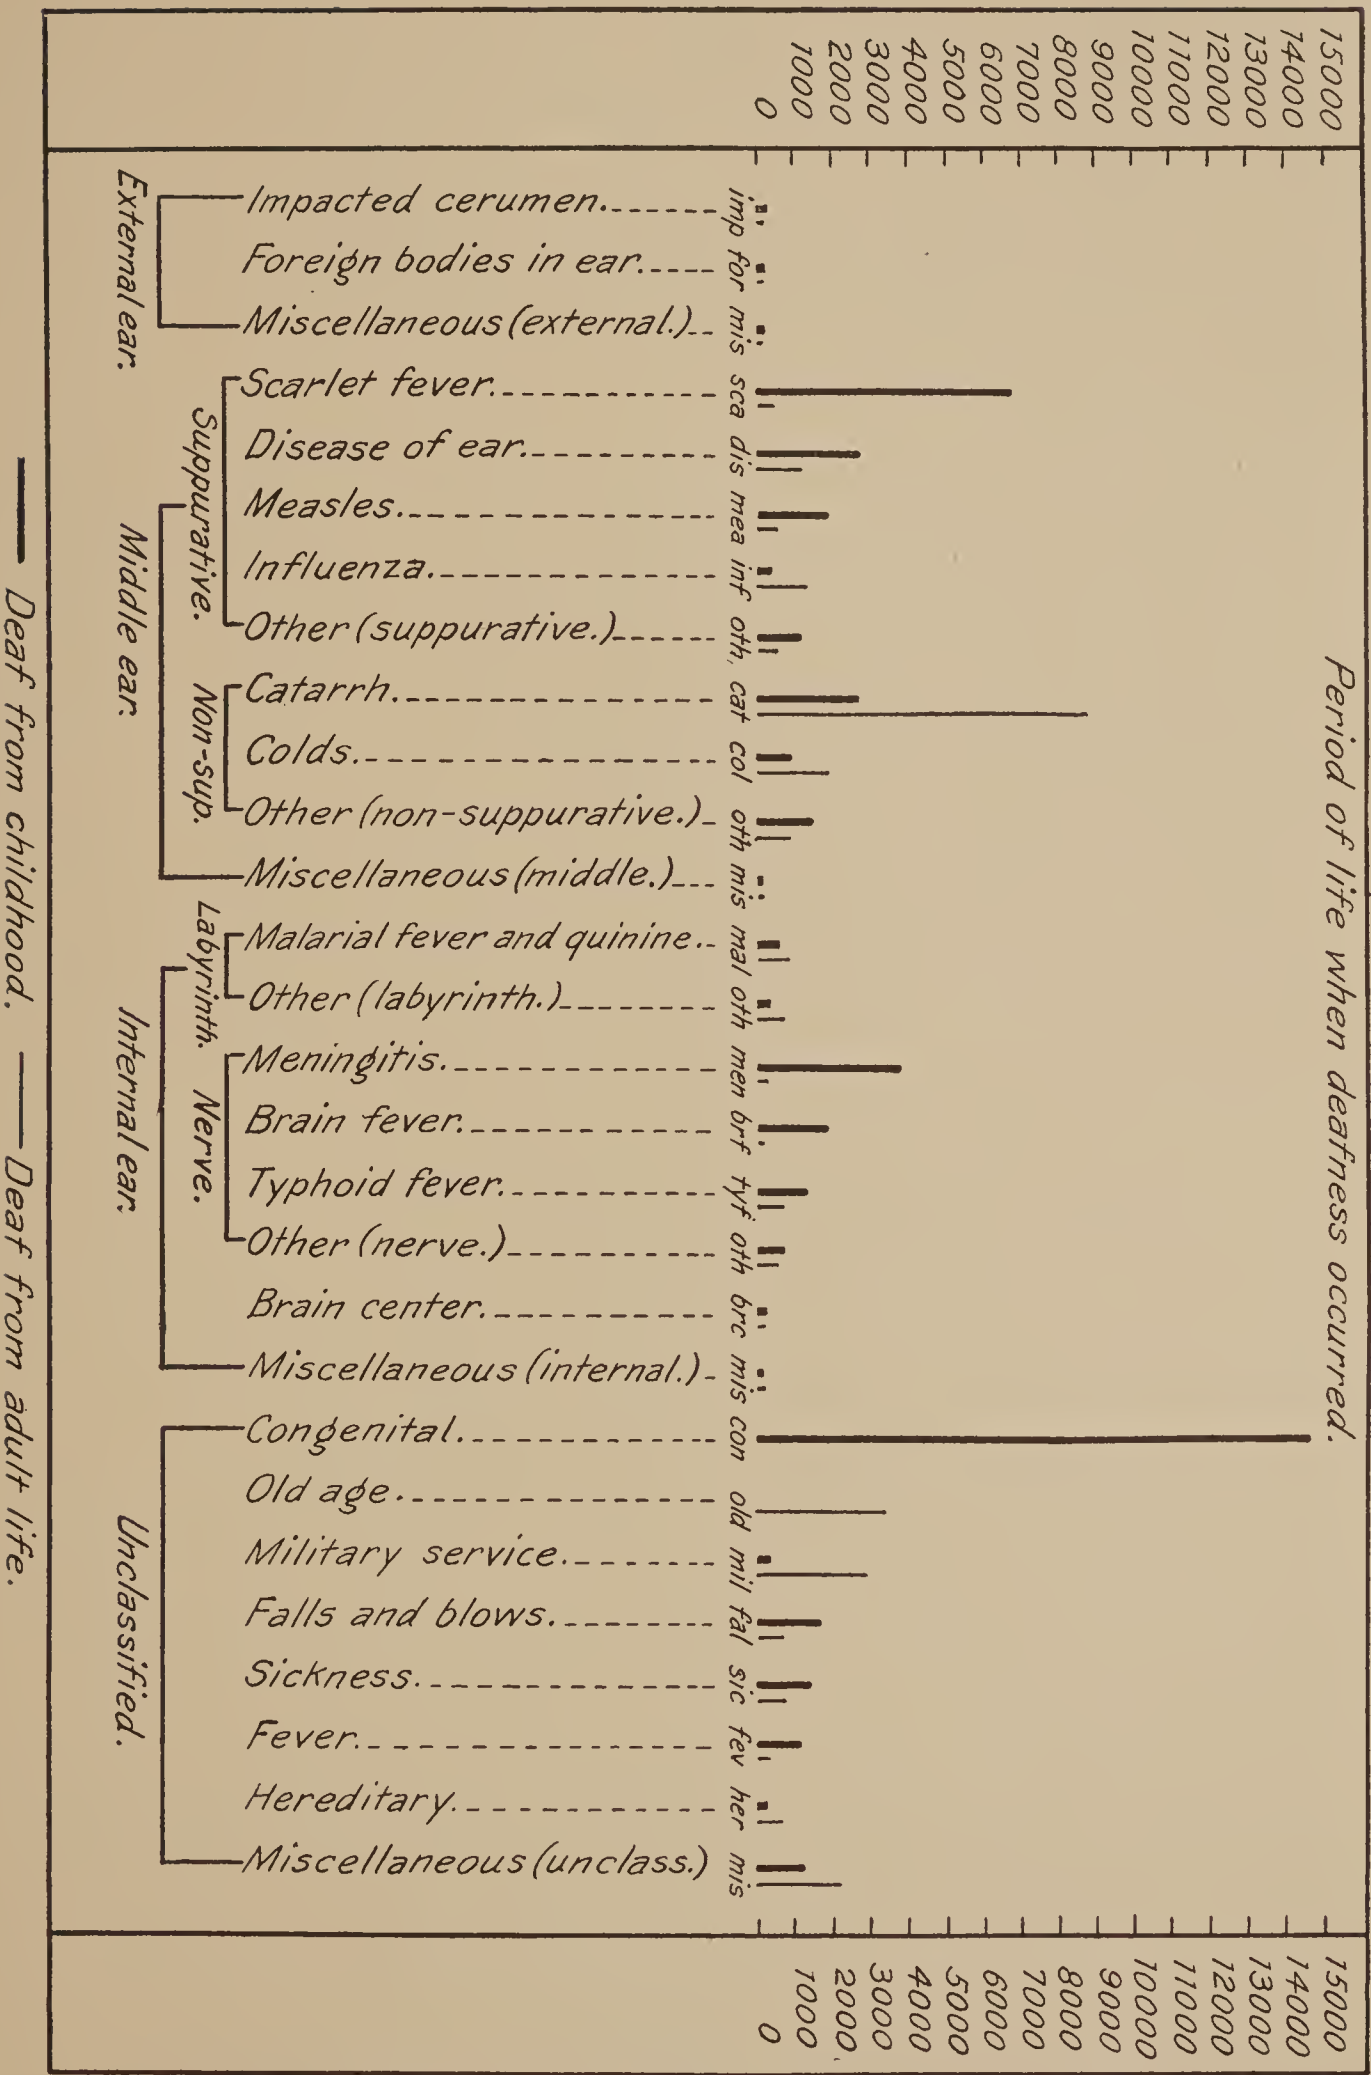 Period of life when deafness occurred.
15000
14000
13000
12000
11000
10000
9000
8000
7000
6000
5000
4000
3000
2000
1000
0
External ear.
Impacted cerumen. imp
Foreign bodies in ear. for
Miscellaneous (external.) mis
Middle ear.
Suppurative.
Scarlet fever. sca
Disease of ear. dis
Measles. mea
Influenza. inf
Other (suppurative.) oth.
Non-sup.
Catarrh. cat
Colds. col
Other (non-suppurative.) oth
Miscellaneous (middle.) mis
Internal ear.
Labyrinth.
Malarial fever and quinine. mal
Other (labyrinth.) oth
Nerve.
Meningitis. men
Brain fever. brf
Typhoid fever. tyf.
Other (nerve.) oth
Brain center. brc
Miscellaneous (internal.) mis
Unclassified.
Congenital. con
Old age. old
Military service. mil
Falls and blows. fal
Sickness. sic
Fever. fev
Hereditary. her
Miscellaneous (unclass.) mis
15000
14000
13000
12000
11000
10000
9000
8000
7000
6000
5000
4000
3000
2000
1000
0
Deaf from childhood. Deaf from adult life.